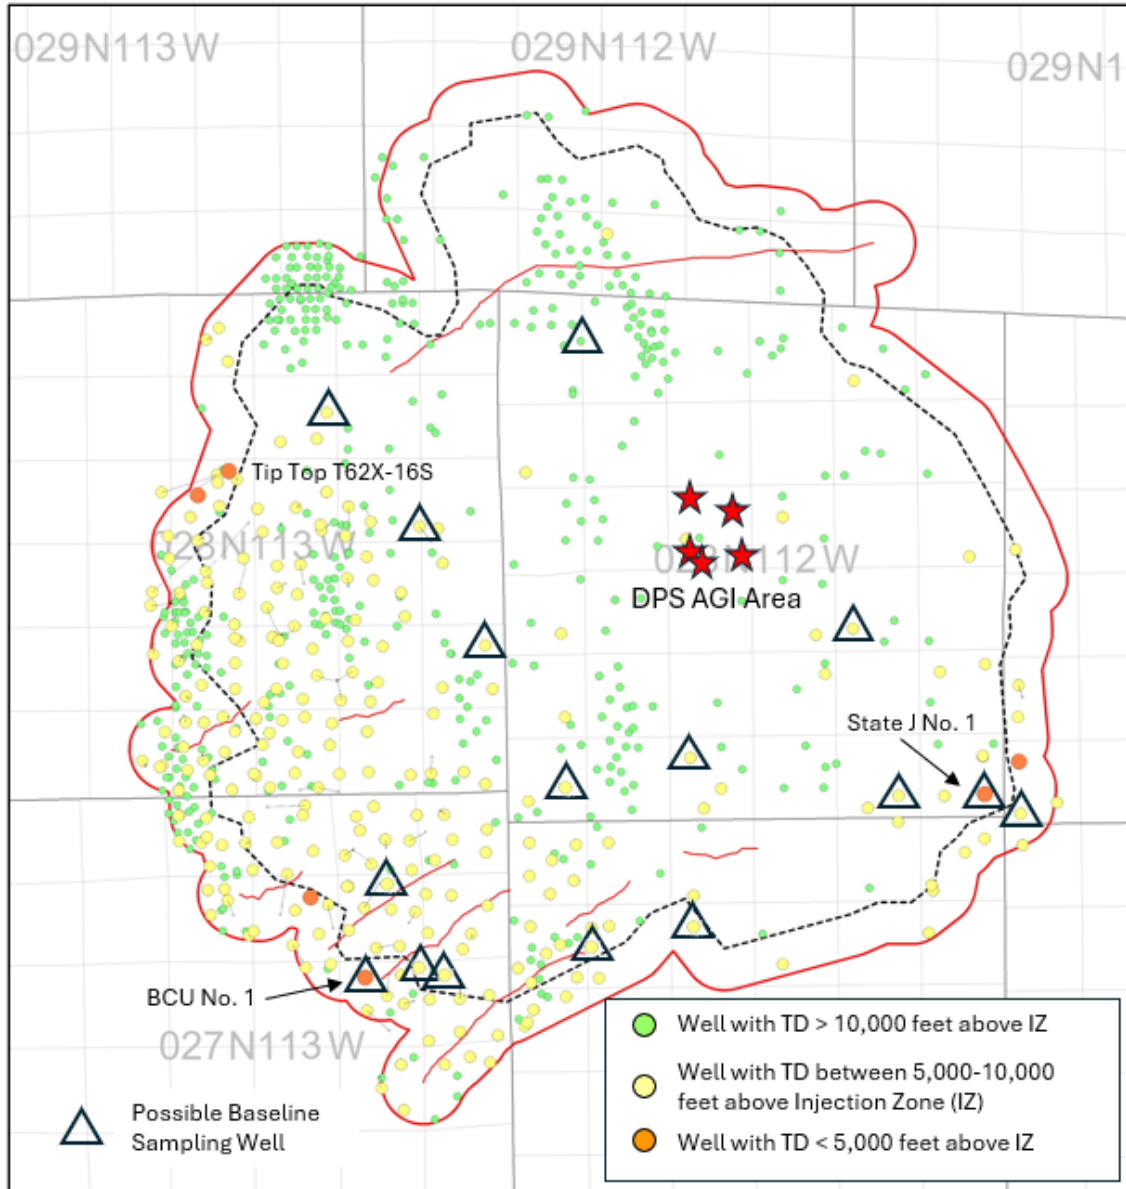 029N113W
029N112W
029N1
Tip Top T62X-16S
028N113W
028N112W
DPS AGI Area
State J No. 1
BCU No. 1
027N113W
Possible Baseline
Sampling Well
Well with TD > 10,000 feet above IZ
Well with TD between 5,000-10,000
feet above Injection Zone (IZ)
Well with TD < 5,000 feet above IZ